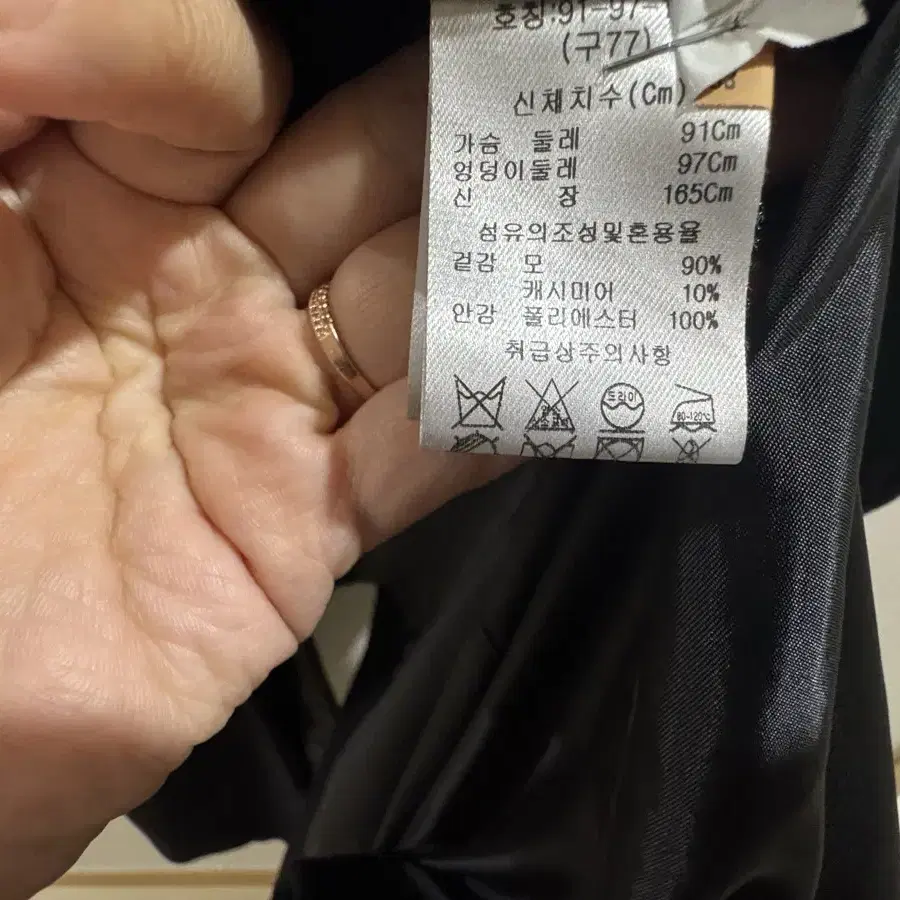 호칭:91-97-
(구77)
신체치수(Cm)
가슴 둘레 91Cm
엉덩이둘레 97Cm
신 장 165Cm
섬유의조성및혼용율
겉감 모 90%
캐시미어 10%
안감 폴리에스터 100%
취급상주의사항
드라이
80-120℃